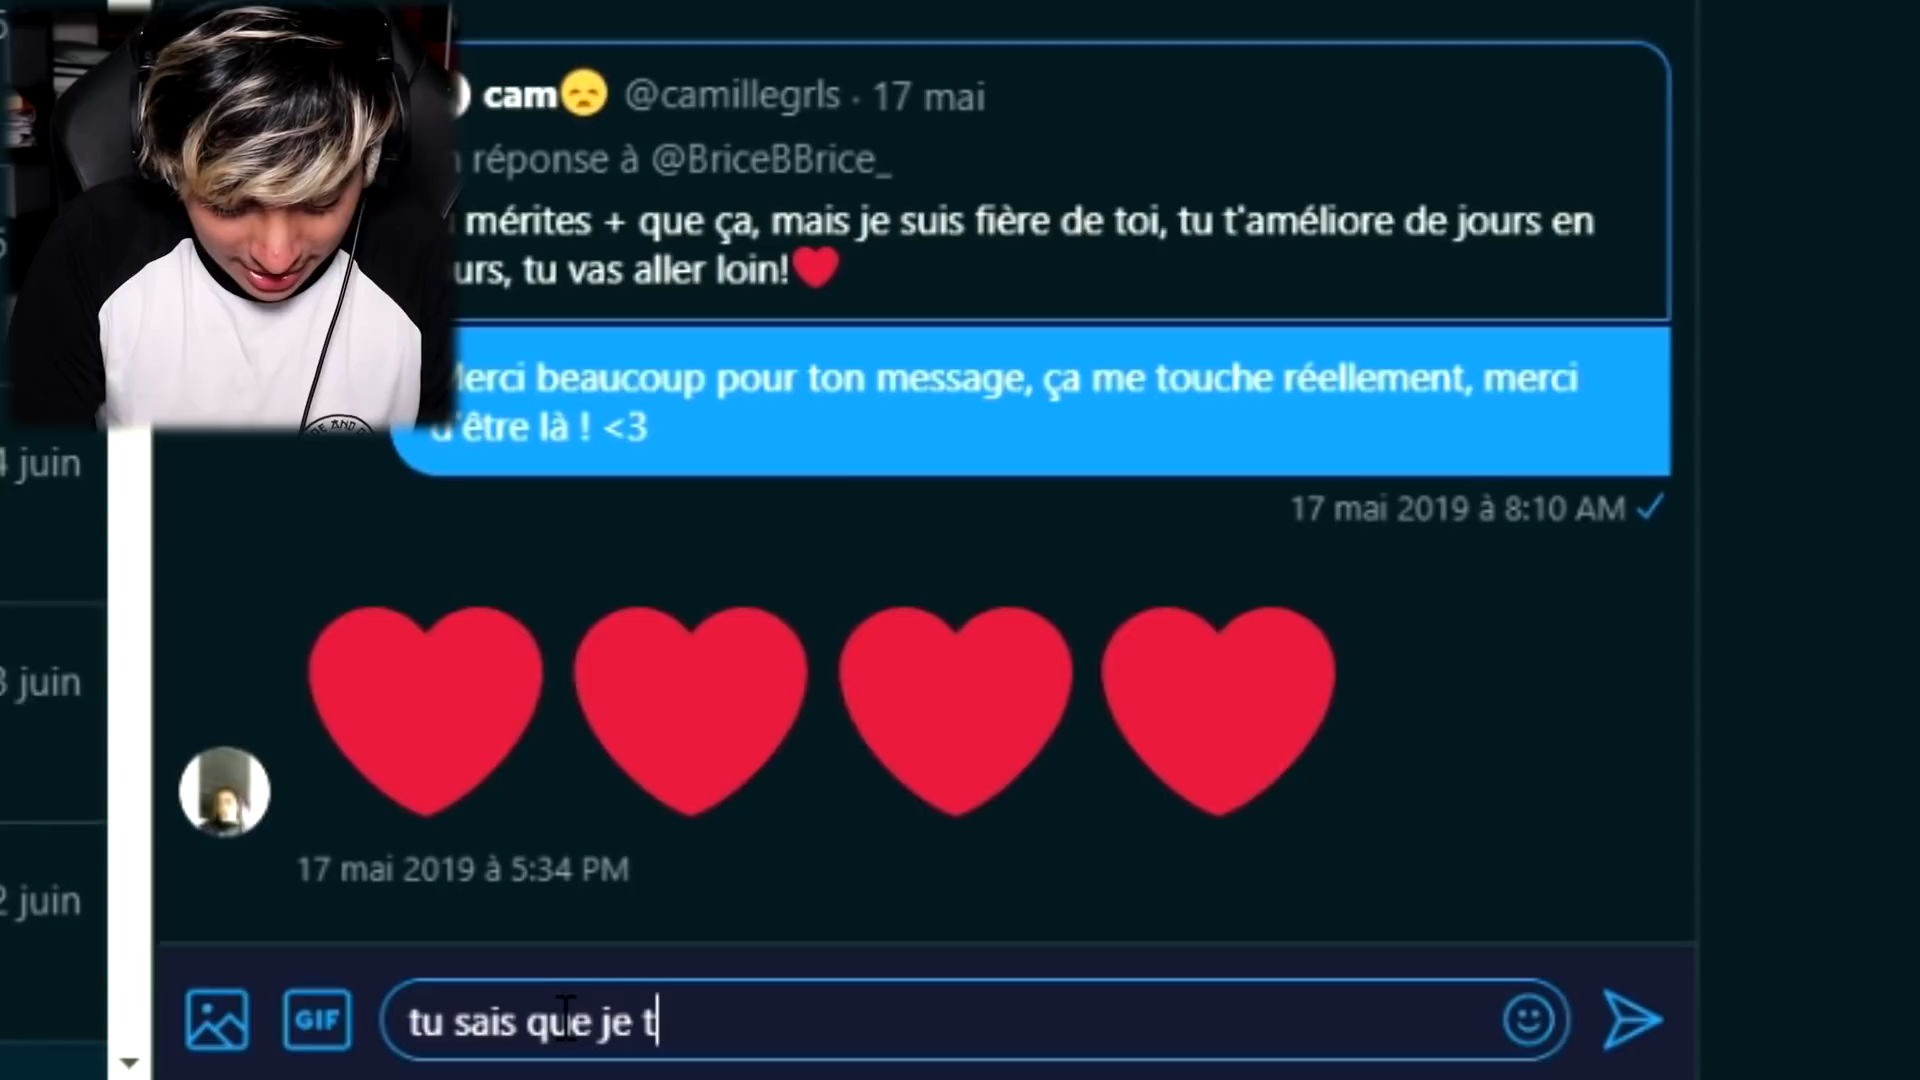 cam😞 @camillegrls · 17 mai
réponse à @BriceBBrice_
mérites + que ça, mais je suis fière de toi, tu t'améliore de jours en
urs, tu vas aller loin!❤️
Merci beaucoup pour ton message, ça me touche réellement, merci
d'être là ! <3
4 juin
17 mai 2019 à 8:10 AM
❤️❤️❤️❤️
juin
17 mai 2019 à 5:34 PM
2 juin
GIF
tu sais que je t